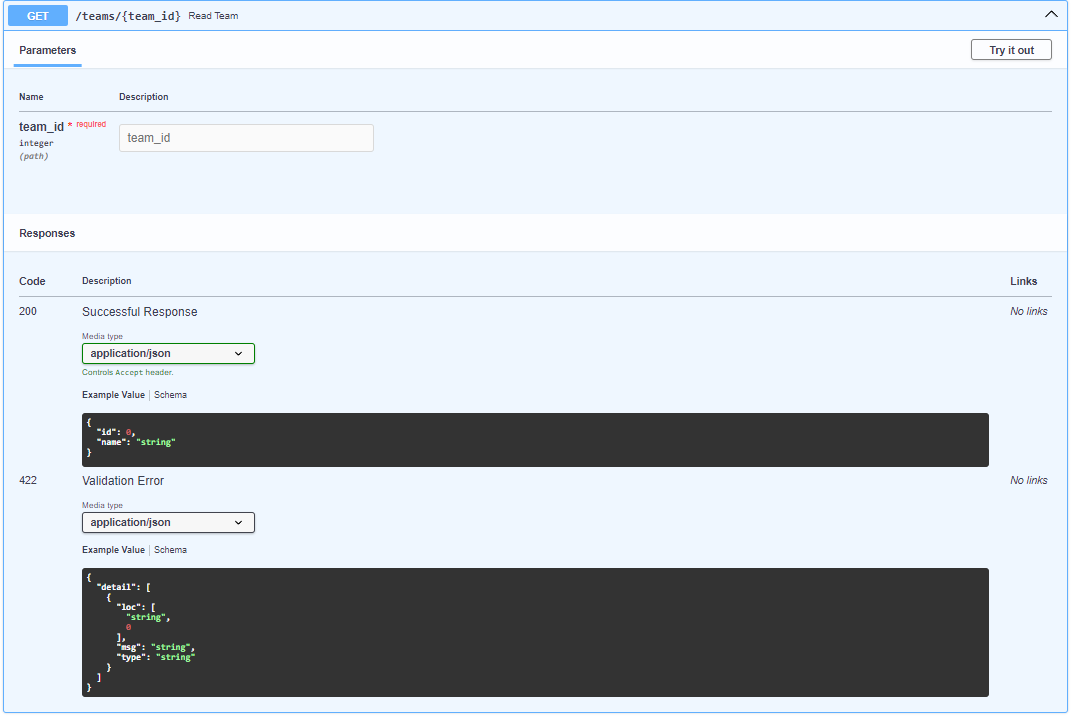 GET /teams/{team_id} Read Team
Parameters
Try it out
Name Description
team_id * required
integer
(path)
team_id
Responses
Code Description Links
200 Successful Response No links
Media type
application/json
Controls Accept header.
Example Value Schema
{
  "id": 0,
  "name": "string"
}
422 Validation Error No links
Media type
application/json
Example Value Schema
{
  "detail": [
    {
      "loc": [
        "string",
        0
      ],
      "msg": "string",
      "type": "string"
    }
  ]
}